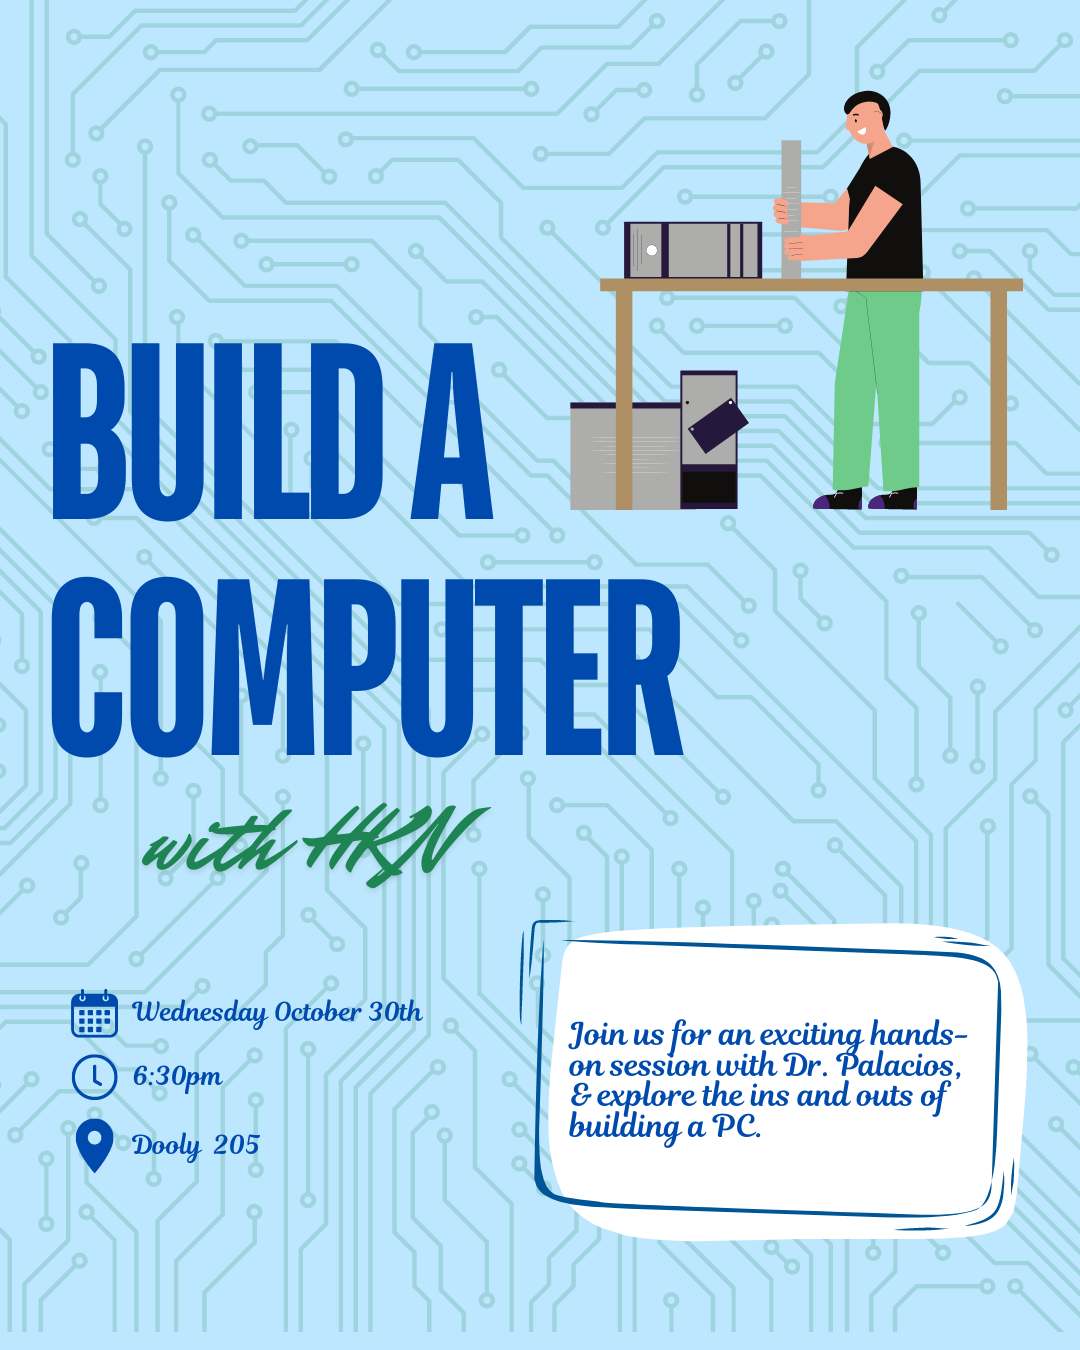 BUILD A
COMPUTER
with HKN
Wednesday October 30th
6:30pm
Dooly 205
Join us for an exciting hands-
on session with Dr. Palacios,
& explore the ins and outs of
building a PC.